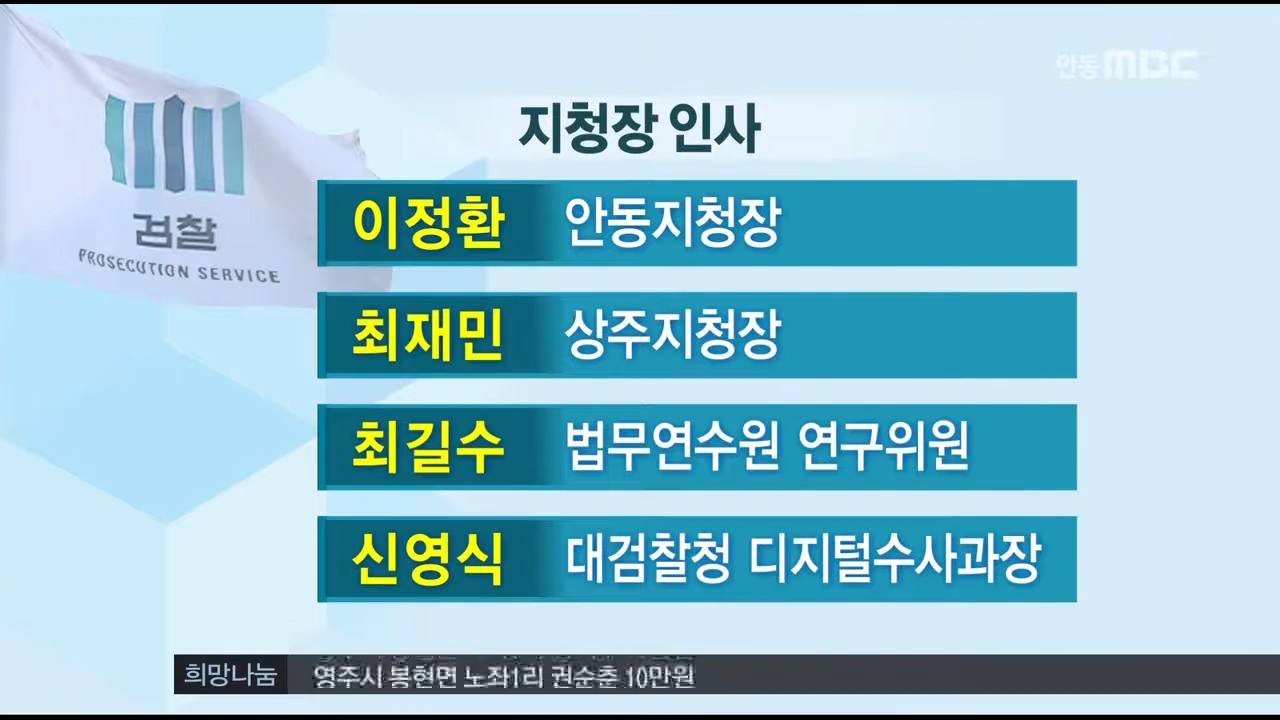 안동MBC
지청장 인사
검찰
PROSECUTION SERVICE
이정환 안동지청장
최재민 상주지청장
최길수 법무연수원 연구위원
신영식 대검찰청 디지털수사과장
희망나눔 영주시 봉현면 노좌1리 권순춘 10만원